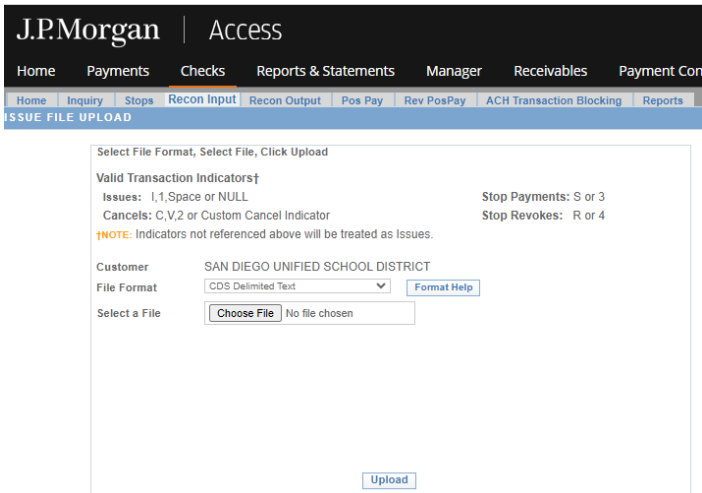 J.P.Morgan | Access
Home Payments Checks Reports & Statements Manager Receivables Payment Con
Home Inquiry Stops Recon Input Recon Output Pos Pay Rev PosPay ACH Transaction Blocking Reports
ISSUE FILE UPLOAD
Select File Format, Select File, Click Upload
Valid Transaction Indicators†
Issues: I,1,Space or NULL Stop Payments: S or 3
Cancels: C,V,2 or Custom Cancel Indicator Stop Revokes: R or 4
†NOTE: Indicators not referenced above will be treated as Issues.
Customer SAN DIEGO UNIFIED SCHOOL DISTRICT
File Format CDS Delimited Text Format Help
Select a File Choose File No file chosen
Upload